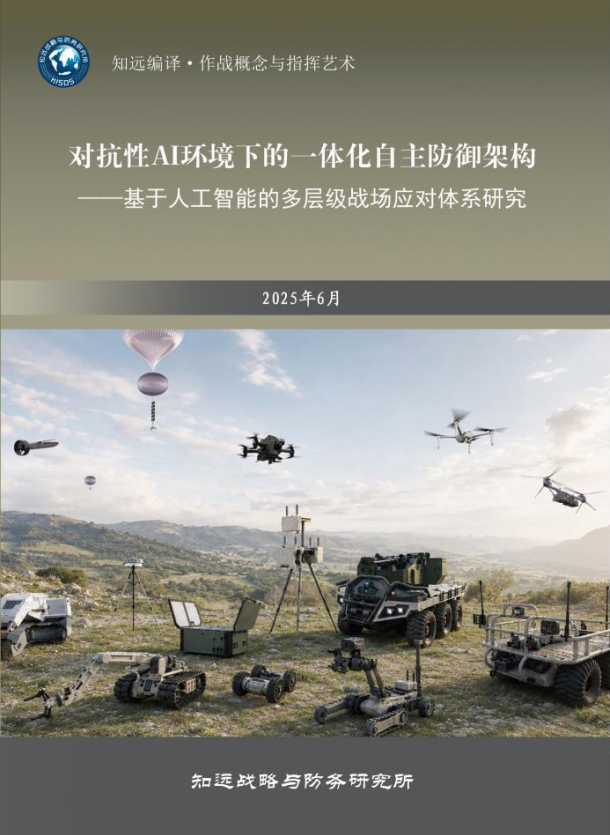 知远编译·作战概念与指挥艺术
KISDS
对抗性AI环境下的一体化自主防御架构
——基于人工智能的多层级战场应对体系研究
2025年6月
知远战略与防务研究所